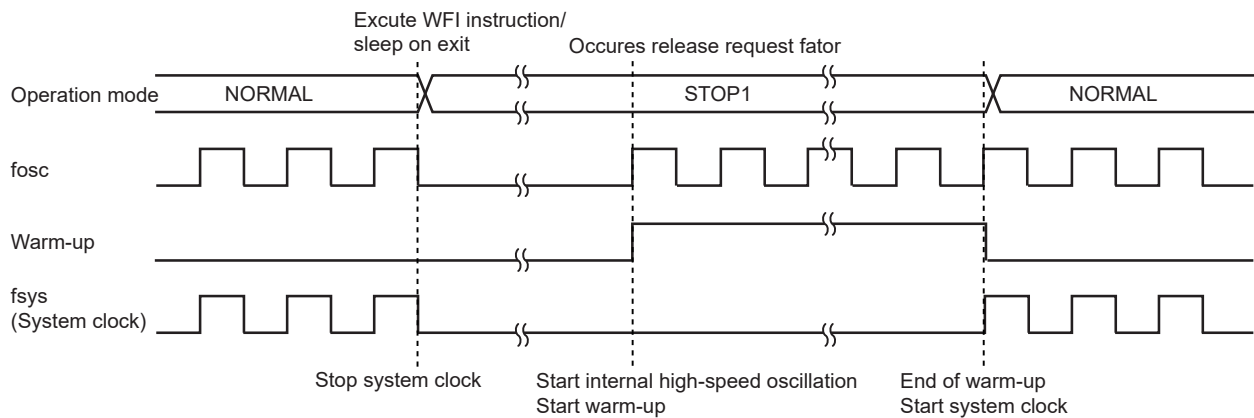 Excute WFI instruction/
sleep on exit
Occures release request fator
Operation mode
NORMAL
STOP1
NORMAL
fosc
Warm-up
fsys
(System clock)
Stop system clock
Start internal high-speed oscillation
Start warm-up
End of warm-up
Start system clock